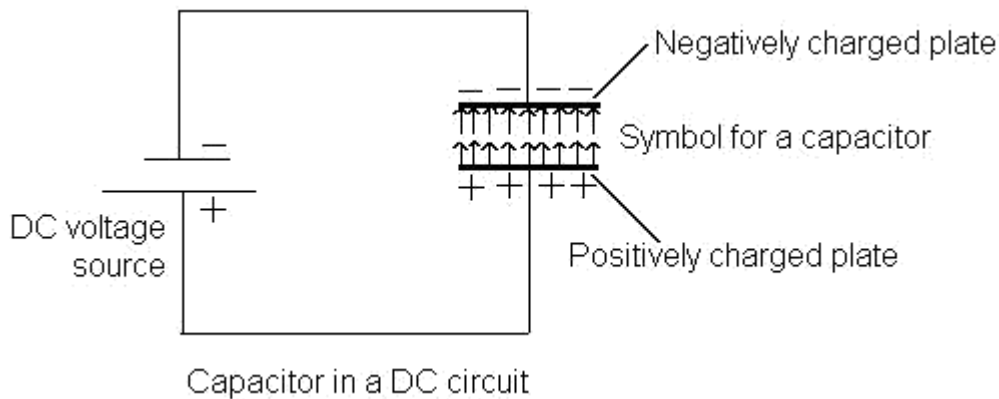 Negatively charged plate
− − − − −
Symbol for a capacitor
−
+ + + +
+
DC voltage
source
Positively charged plate
Capacitor in a DC circuit